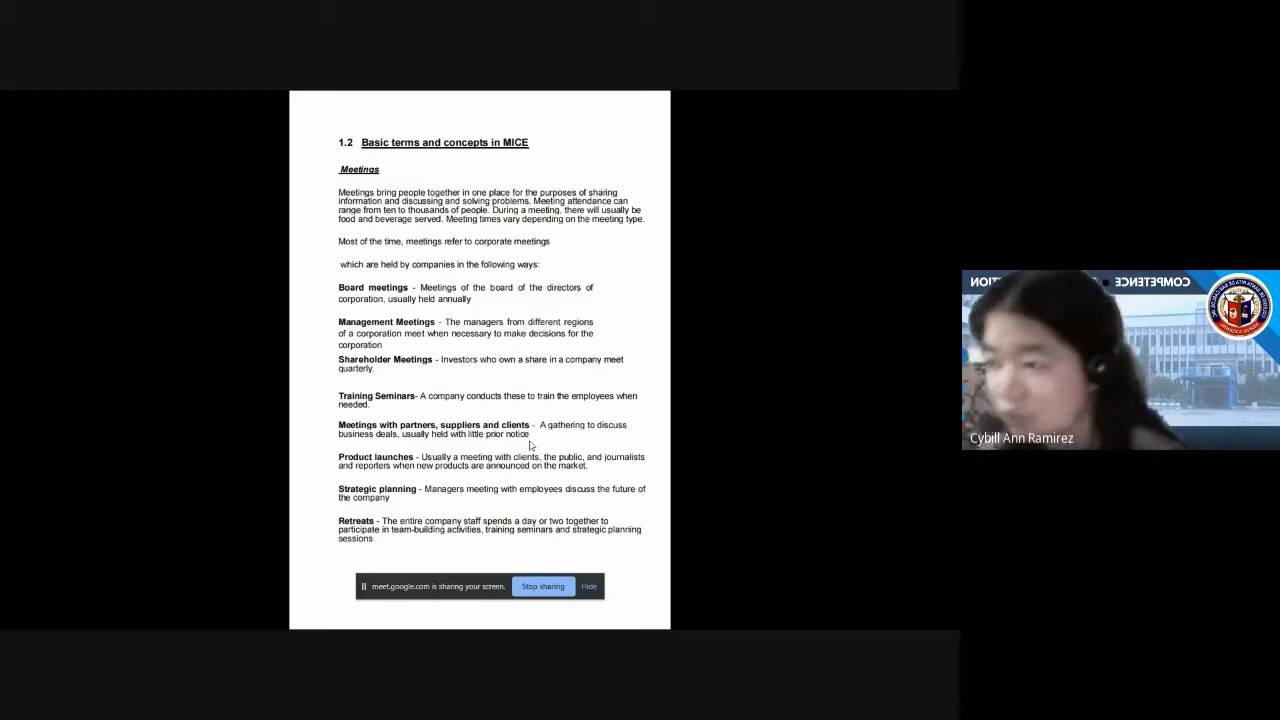 1.2 Basic terms and concepts in MICE
Meetings
Meetings bring people together in one place for the purposes of sharing
information and discussing and solving problems. Meeting attendance can
range from ten to thousands of people. During a meeting, there will usually be
food and beverage served. Meeting times vary depending on the meeting type.
Most of the time, meetings refer to corporate meetings
which are held by companies in the following ways:
Board meetings - Meetings of the board of the directors of
corporation, usually held annually
Management Meetings - The managers from different regions
of a corporation meet when necessary to make decisions for the
corporation
Shareholder Meetings - Investors who own a share in a company meet
quarterly.
Training Seminars- A company conducts these to train the employees when
needed.
Meetings with partners, suppliers and clients - A gathering to discuss
business deals, usually held with little prior notice
Product launches - Usually a meeting with clients, the public, and journalists
and reporters when new products are announced on the market.
Strategic planning - Managers meeting with employees discuss the future of
the company
Retreats - The entire company staff spends a day or two together to
participate in team-building activities, training seminars and strategic planning
sessions
meet.google.com is sharing your screen. Stop sharing Hide
COMPETENCE
Cybill Ann Ramirez